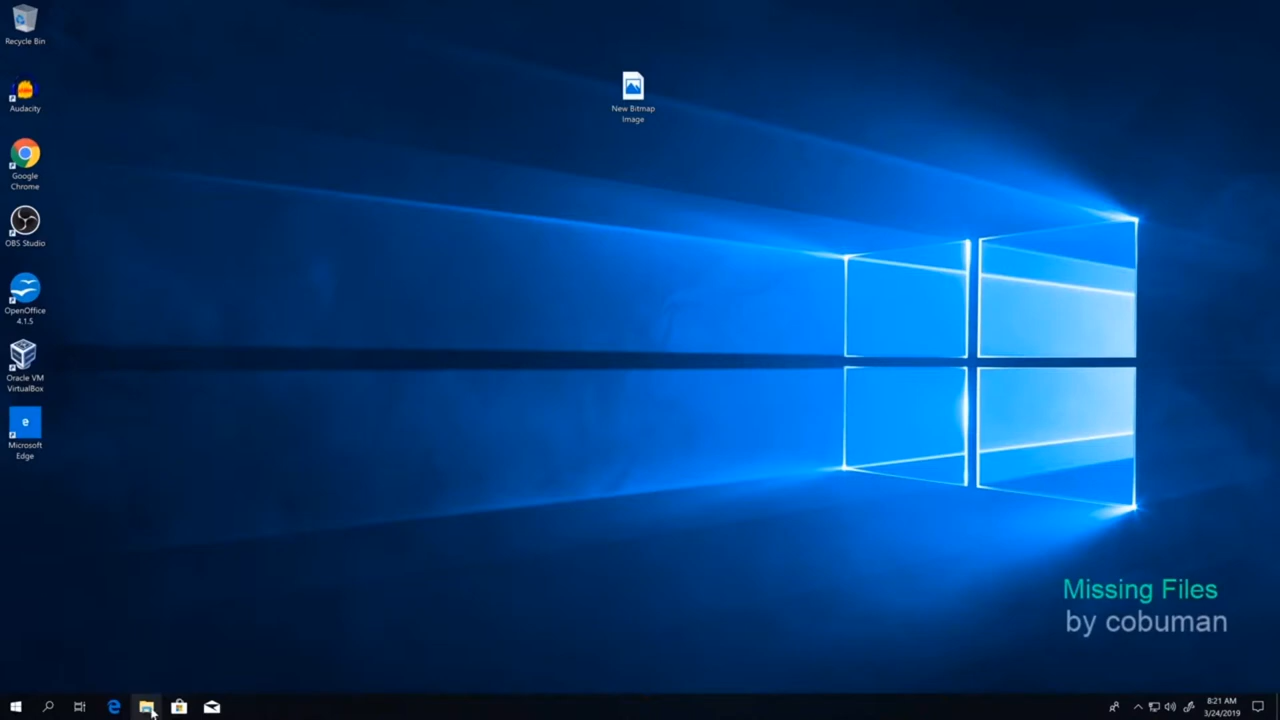 Recycle Bin
Audacity
Google
Chrome
OBS Studio
OpenOffice
4.1.5
Oracle VM
VirtualBox
e
Microsoft
Edge
New Bitmap
Image
Missing Files
by cobuman
8:21 AM
3/24/2019